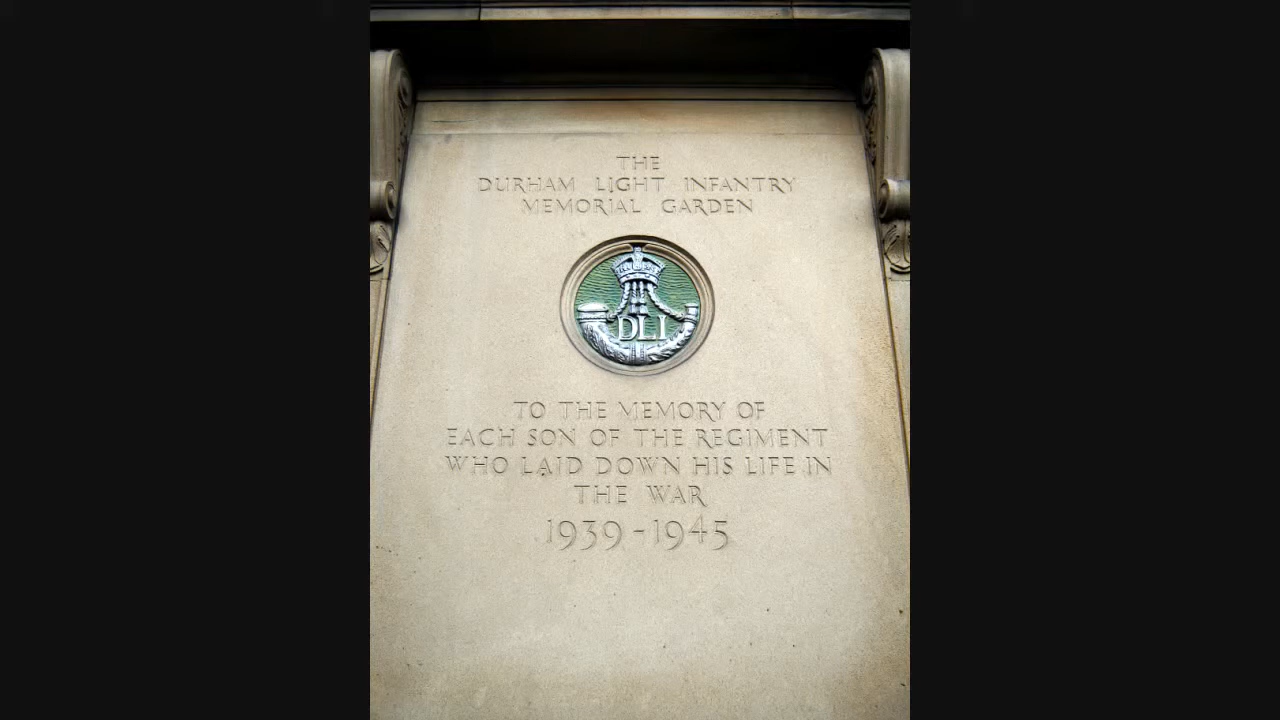 THE
DURHAM LIGHT INFANTRY
MEMORIAL GARDEN
DLI
TO THE MEMORY OF
EACH SON OF THE REGIMENT
WHO LAID DOWN HIS LIFE IN
THE WAR
1939-1945